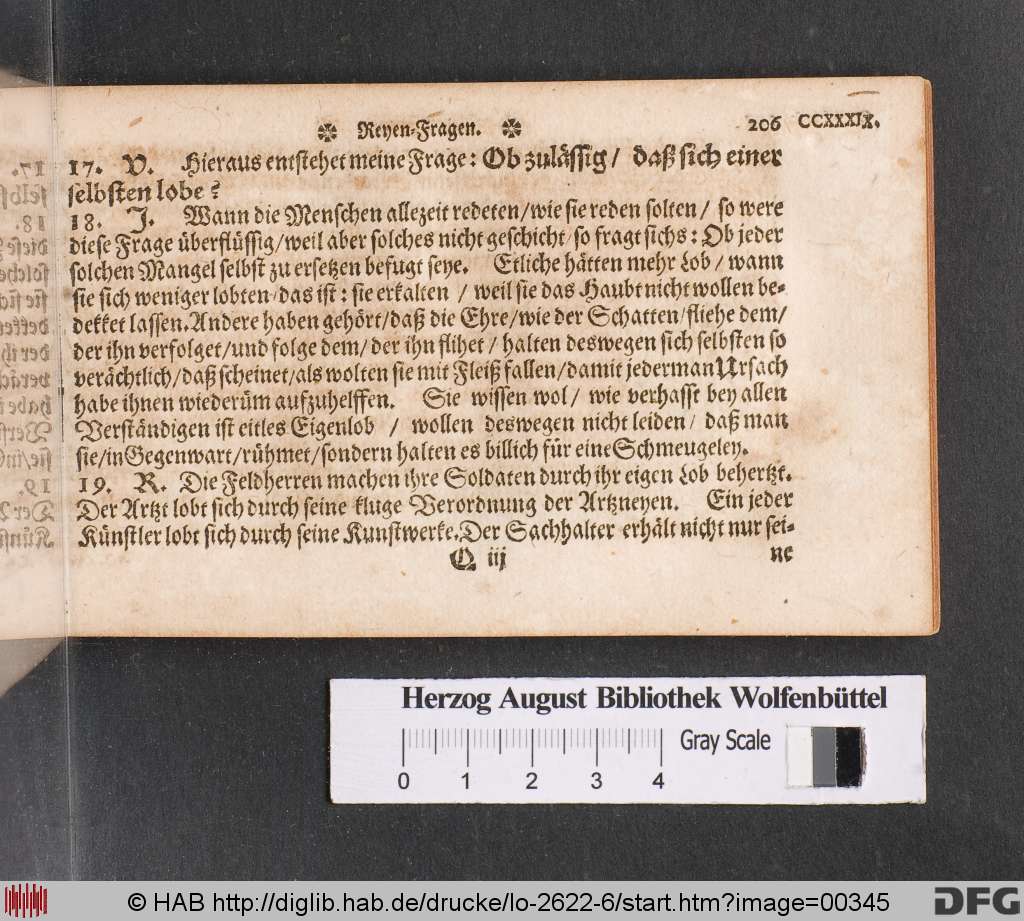 Reyen-Fragen. 206 CCXXXIX.
17. V. Hieraus entstehet meine Frage: Ob zulässig/ daß sich einer
selbsten lobe?
18. J. Wann die Menschen allezeit redeten/wie sie reden solten/ so were
diese Frage überflüssig/weil aber solches nicht geschicht/so fragt sichs: Ob jeder
solchen Mangel selbst zu ersetzen befugt seye. Etliche hätten mehr Lob/ wann
sie sich weniger lobten/das ist: sie erkalten / weil sie das Haubt nicht wollen be-
dekket lassen. Andere haben gehört/daß die Ehre/wie der Schatten/fliehe dem/
der ihn verfolget/und folge dem/ der ihn flihet/ halten deswegen sich selbsten so
verächtlich/daß scheinet/als wolten sie mit Fleiß fallen/damit jederman Ursach
habe ihnen wiederüm aufzuhelffen. Sie wissen wol/ wie verhasst bey allen
Verständigen ist eitles Eigenlob / wollen deswegen nicht leiden/ daß man
sie/in Gegenwart/rühmet/sondern halten es billich für eine Schmeugeley.
19. R. Die Feldherren machen ihre Soldaten durch ihr eigen Lob behertzt.
Der Artzt lobt sich durch seine kluge Verordnung der Artzneyen. Ein jeder
Künstler lobt sich durch seine Kunstwerke. Der Sachhalter erhält nicht nur sei-
Q iij ne
Herzog August Bibliothek Wolfenbüttel
0 1 2 3 4 Gray Scale
© HAB http://diglib.hab.de/drucke/lo-2622-6/start.htm?image=00345 DFG